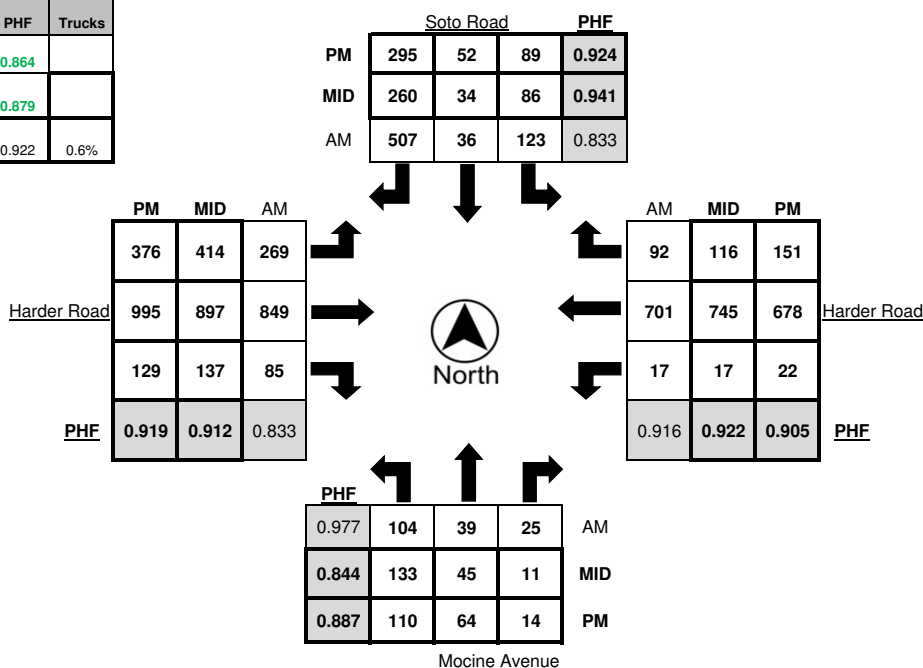 PHF Trucks
0.864
0.879
0.922 0.6%
Soto Road PHF
PM 295 52 89 0.924
MID 260 34 86 0.941
AM 507 36 123 0.833
PM MID AM
376 414 269
Harder Road 995 897 849
129 137 85
PHF 0.919 0.912 0.833
AM MID PM
92 116 151
701 745 678 Harder Road
17 17 22
0.916 0.922 0.905 PHF
North
PHF
0.977 104 39 25 AM
0.844 133 45 11 MID
0.887 110 64 14 PM
Mocine Avenue